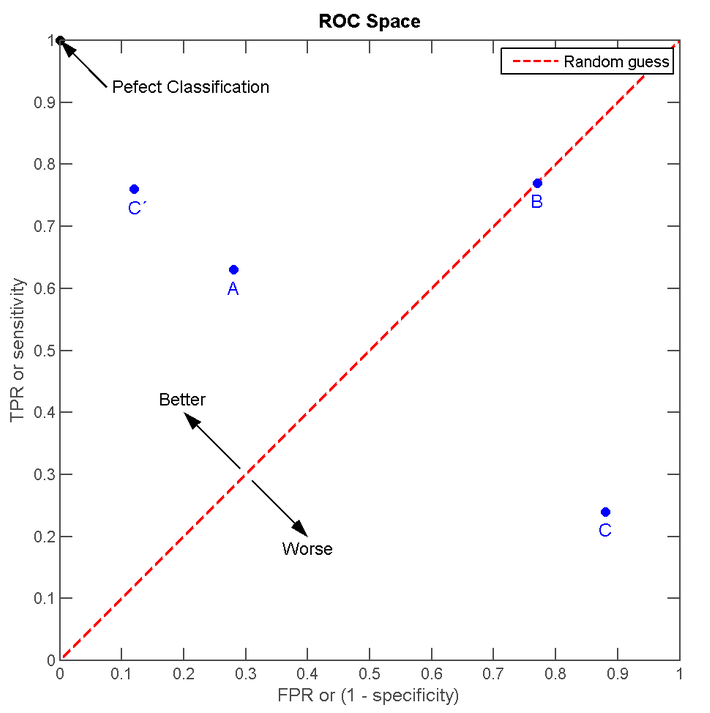 ROC Space
Random guess
Pefect Classification
C´
B
A
Better
Worse
C
TPR or sensitivity
1
0.9
0.8
0.7
0.6
0.5
0.4
0.3
0.2
0.1
0
0 0.1 0.2 0.3 0.4 0.5 0.6 0.7 0.8 0.9 1
FPR or (1 - specificity)